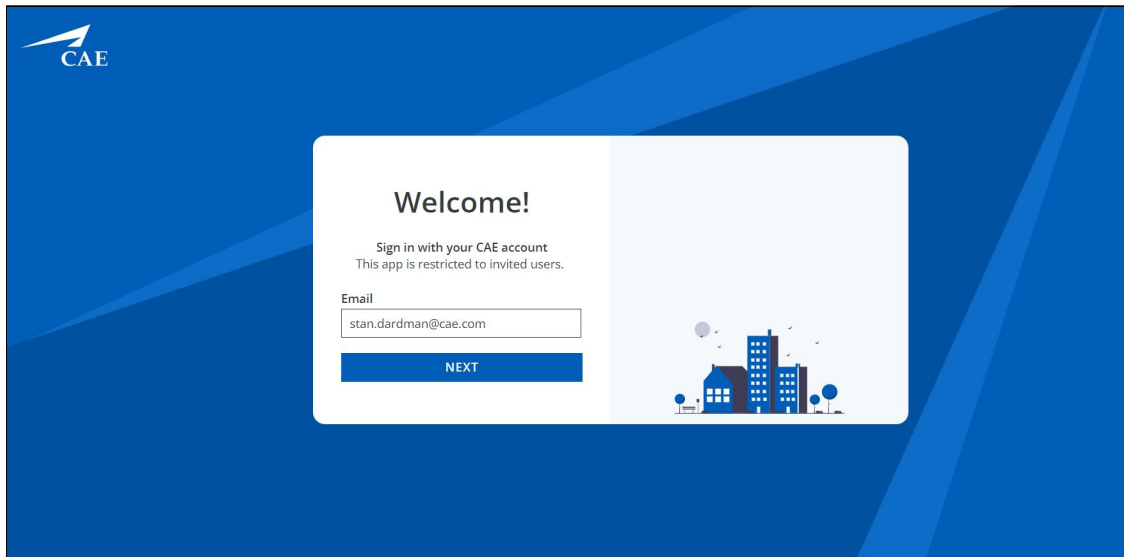 CAE
Welcome!
Sign in with your CAE account
This app is restricted to invited users.
Email
stan.dardman@cae.com
NEXT